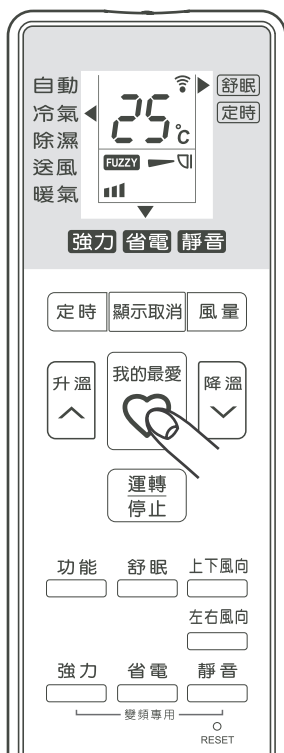 自動
舒眠
冷氣
25°C
定時
除濕
送風
FUZZY
暖氣
強力 省電 靜音
定時 顯示取消 風量
升溫 我的最愛 降溫
運轉
停止
功能 舒眠 上下風向
左右風向
強力 省電 靜音
變頻專用
RESET